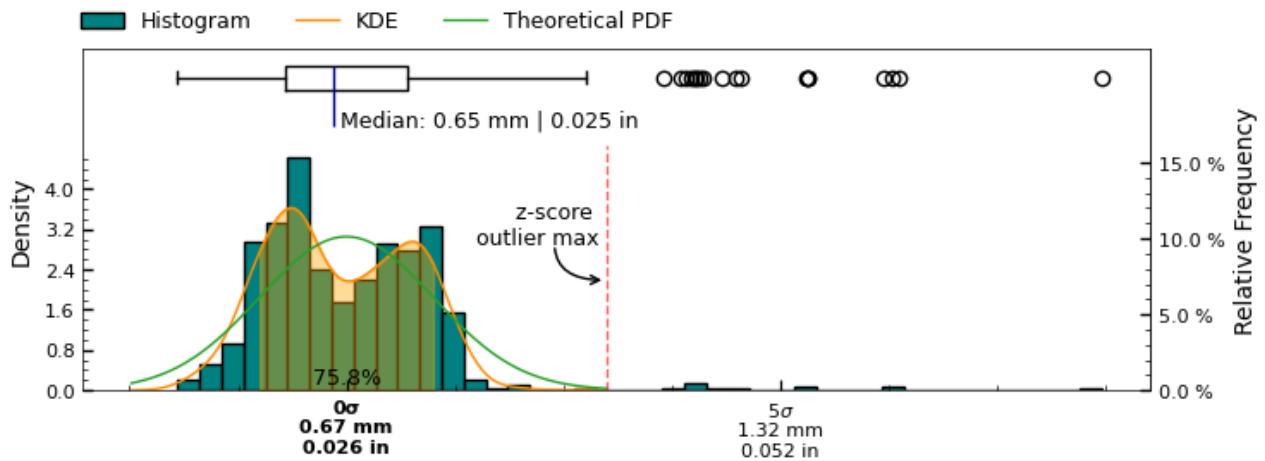 Histogram KDE Theoretical PDF
Median: 0.65 mm | 0.025 in
Density
4.0
3.2
2.4
1.6
0.8
0.0
z-score
outlier max
75.8%
15.0 %
10.0 %
5.0 %
0.0 %
Relative Frequency
0σ
0.67 mm
0.026 in
5σ
1.32 mm
0.052 in